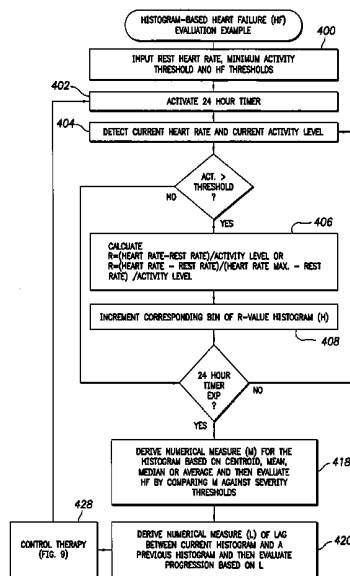 HISTOGRAM-BASED HEART FAILURE (HF)
EVALUATION EXAMPLE
400
INPUT REST HEART RATE, MINIMUM ACTIVITY
THRESHOLD AND HF THRESHOLDS
402
ACTIVATE 24 HOUR TIMER
404
DETECT CURRENT HEART RATE AND CURRENT ACTIVITY LEVEL
ACT. >
THRESHOLD
?
NO
YES
406
CALCUATE
R=(HEART RATE-REST RATE)/ACTIVITY LEVEL OR
R=(HEART RATE - REST RATE)/(HEART RATE MAX. - REST
RATE) /ACTIVITY LEVEL
INCREMENT CORRESPONDING BIN OF R-VALUE HISTOGRAM (H)
408
24 HOUR
TIMER
EXP
?
NO
YES
DERIVE NUMERICAL MEASURE (M) FOR THE
HISTOGRAM BASED ON CENTROID, MEAN,
MEDIAN OR AVERAGE AND THEN EVALUATE
HF BY COMPARING M AGAINST SEVERITY
THRESHOLDS
418
428
CONTROL THERAPY
(FIG. 9)
DERIVE NUMERICAL MEASURE (L) OF LAG
BETWEEN CURRENT HISTOGRAM AND A
PREVIOUS HISTOGRAM AND THEN EVALUATE
PROGRESSION BASED ON L
420